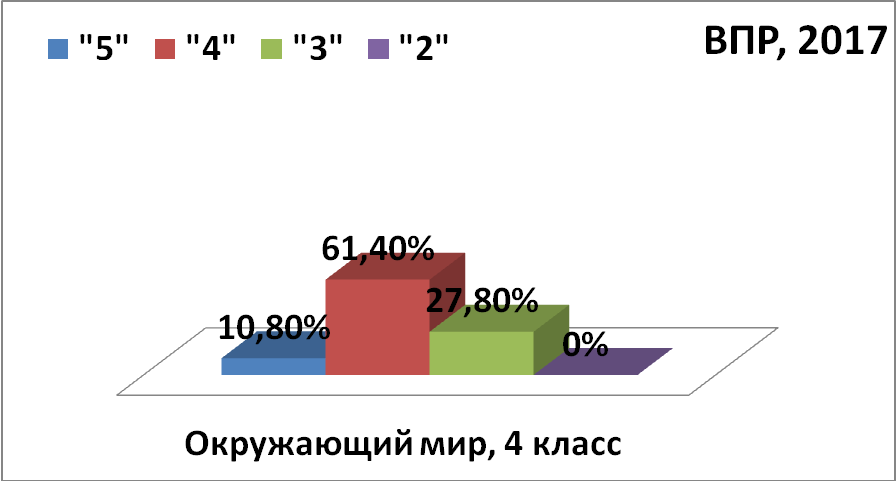 "5" "4" "3" "2"
ВПР, 2017
61,40%
27,80%
10,80%
0%
Окружающий мир, 4 класс